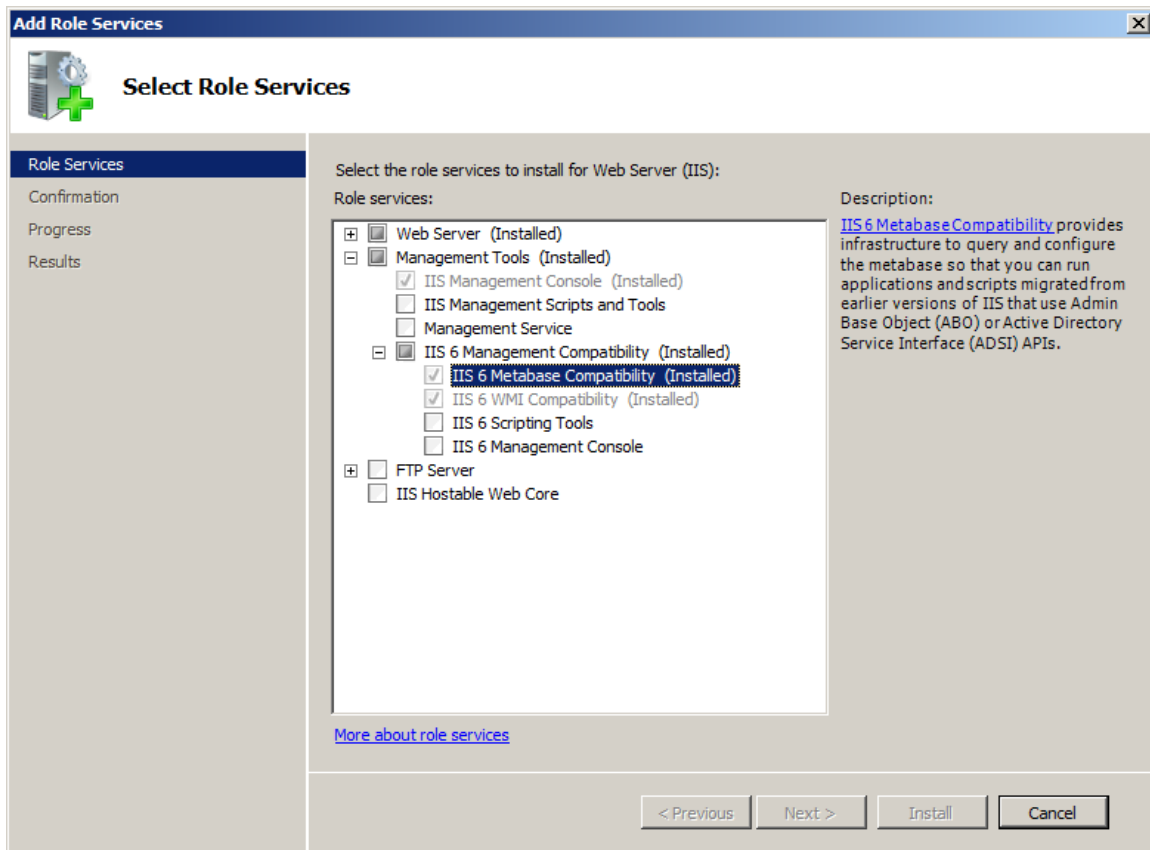 Add Role Services
Select Role Services
Role Services
Confirmation
Progress
Results
Select the role services to install for Web Server (IIS):
Role services:
Web Server (Installed)
Management Tools (Installed)
IIS Management Console (Installed)
IIS Management Scripts and Tools
Management Service
IIS 6 Management Compatibility (Installed)
IIS 6 Metabase Compatibility (Installed)
IIS 6 WMI Compatibility (Installed)
IIS 6 Scripting Tools
IIS 6 Management Console
FTP Server
IIS Hostable Web Core
More about role services
Description:
IIS 6 Metabase Compatibility provides
infrastructure to query and configure
the metabase so that you can run
applications and scripts migrated from
earlier versions of IIS that use Admin
Base Object (ABO) or Active Directory
Service Interface (ADSI) APIs.
< Previous
Next >
Install
Cancel